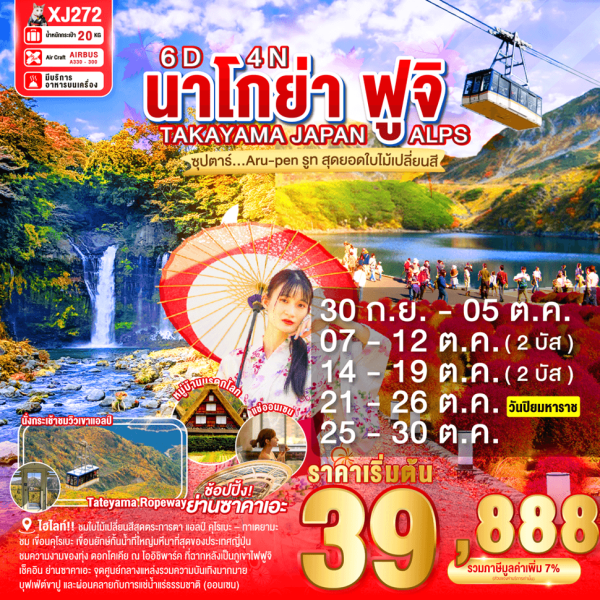 XJ272
น้ำหนักกระเป๋า 20 KG
Air Craft AIRBUS A330 - 300
มีบริการ
อาหารบนเครื่อง
6D 4N
นาโกย่า ฟูจิ
TAKAYAMA JAPAN ALPS
ซุปตาร์...Aru-pen รูท สุดยอดใบไม้เปลี่ยนสี
30 ก.ย. - 05 ต.ค.
07 - 12 ต.ค. ( 2 บัส )
14 - 19 ต.ค. ( 2 บัส )
21 - 26 ต.ค. วันปิยมหาราช
25 - 30 ต.ค.
หมู่บ้านมรดกโลก
แช่ออนเซน
นั่งกระเช้าชมวิวเขาแอลป์
Tateyama Ropeway
ช้อปปิ้ง!
ย่านซาคาเอะ
ราคาเริ่มต้น
39,888
รวมภาษีมูลค่าเพิ่ม 7%
ไฮไลท์!! ชมใบไม้เปลี่ยนสีสุดตระการตา แอลป์ คุโรเบะ – ทาเตยามะ
ชม เขื่อนคุโรเบะ เขื่อนยักษ์กั้นน้ำที่ใหญ่มหึมาที่สุดของประเทศญี่ปุ่น
ชมความงามของทุ่ง ดอกโคเคีย ณ โออิชิพาร์ค ที่ฉากหลังเป็นภูเขาไฟฟูจิ
เช็คอิน ย่านซาคาเอะ จุดศูนย์กลางแหล่งรวมความบันเทิงมากมาย
บุฟเฟ่ต์ขาปู และผ่อนคลายกับการแช่น้ำแร่ธรรมชาติ (ออนเซน)